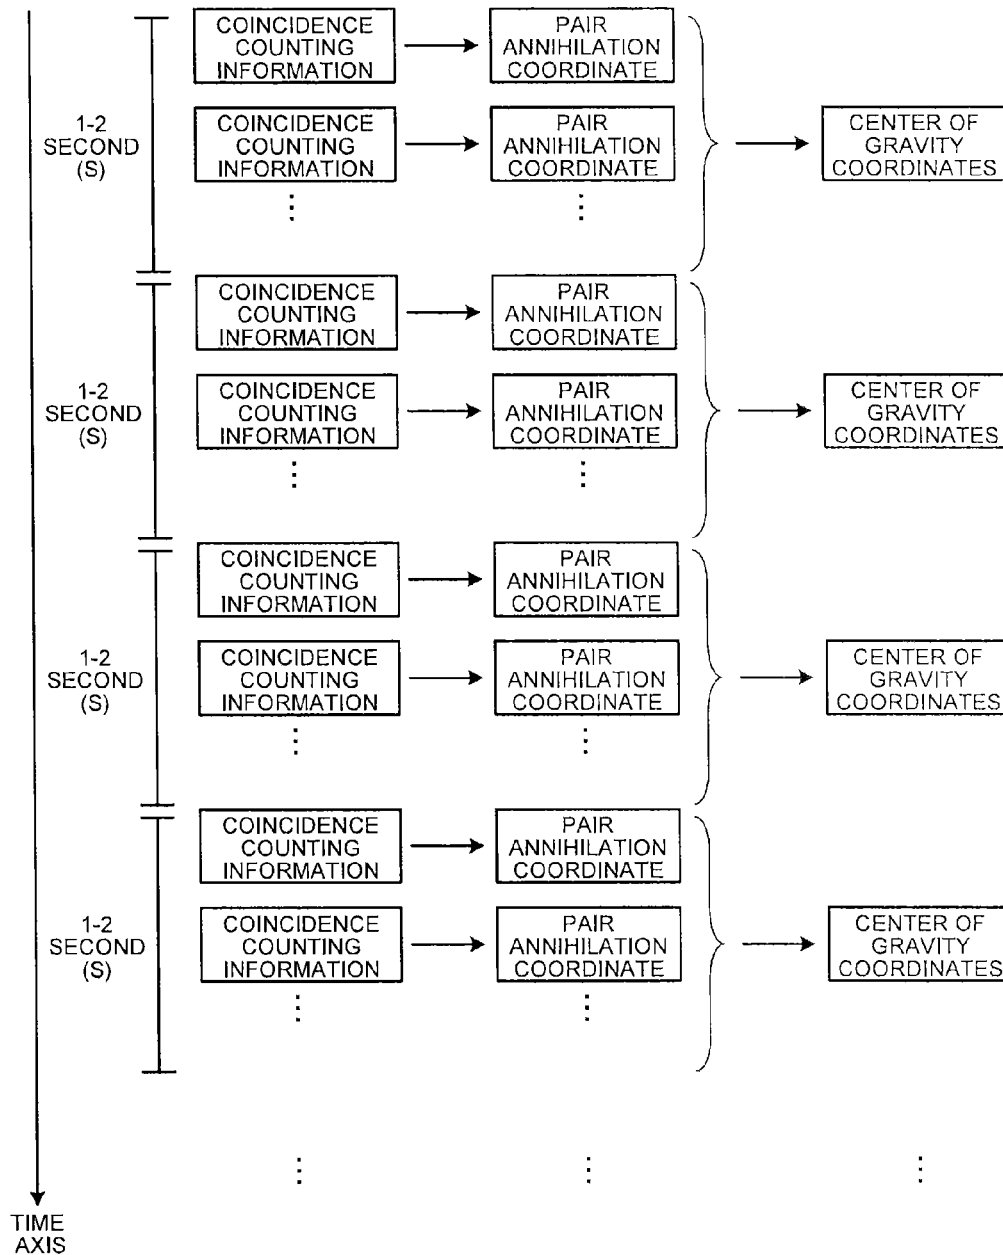 COINCIDENCE
COUNTING
INFORMATION
PAIR
ANNIHILATION
COORDINATE
1-2
SECOND
(S)
COINCIDENCE
COUNTING
INFORMATION
PAIR
ANNIHILATION
COORDINATE
CENTER OF
GRAVITY
COORDINATES
COINCIDENCE
COUNTING
INFORMATION
PAIR
ANNIHILATION
COORDINATE
1-2
SECOND
(S)
COINCIDENCE
COUNTING
INFORMATION
PAIR
ANNIHILATION
COORDINATE
CENTER OF
GRAVITY
COORDINATES
COINCIDENCE
COUNTING
INFORMATION
PAIR
ANNIHILATION
COORDINATE
1-2
SECOND
(S)
COINCIDENCE
COUNTING
INFORMATION
PAIR
ANNIHILATION
COORDINATE
CENTER OF
GRAVITY
COORDINATES
COINCIDENCE
COUNTING
INFORMATION
PAIR
ANNIHILATION
COORDINATE
1-2
SECOND
(S)
COINCIDENCE
COUNTING
INFORMATION
PAIR
ANNIHILATION
COORDINATE
CENTER OF
GRAVITY
COORDINATES
TIME
AXIS